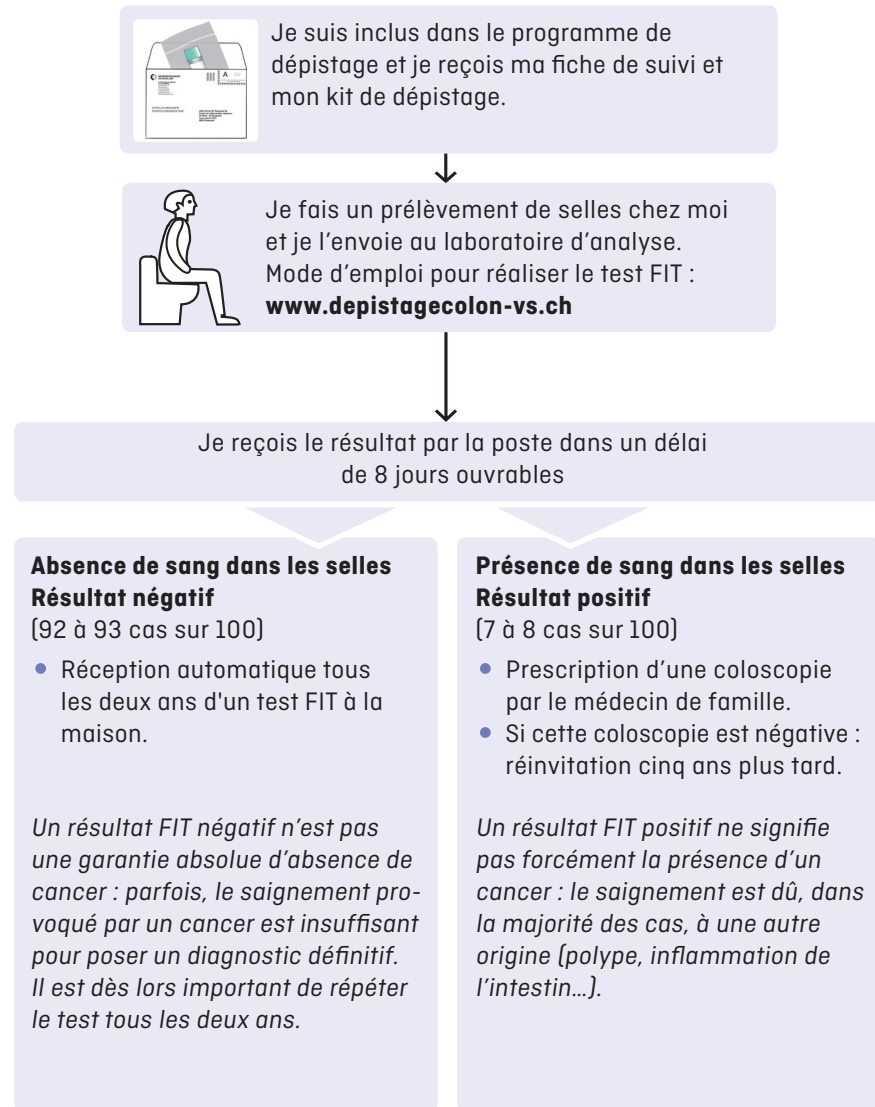 Je suis inclus dans le programme de
dépistage et je reçois ma fiche de suivi et
mon kit de dépistage.
A
Je fais un prélèvement de selles chez moi
et je l'envoie au laboratoire d'analyse.
Mode d'emploi pour réaliser le test FIT :
www.depistagecolon-vs.ch
Je reçois le résultat par la poste dans un délai
de 8 jours ouvrables
Absence de sang dans les selles
Résultat négatif
(92 à 93 cas sur 100)
• Réception automatique tous
les deux ans d'un test FIT à la
maison.
Un résultat FIT négatif n'est pas
une garantie absolue d'absence de
cancer : parfois, le saignement pro-
voqué par un cancer est insuffisant
pour poser un diagnostic définitif.
Il est dès lors important de répéter
le test tous les deux ans.
Présence de sang dans les selles
Résultat positif
(7 à 8 cas sur 100)
• Prescription d'une coloscopie
par le médecin de famille.
• Si cette coloscopie est négative :
réinvitation cinq ans plus tard.
Un résultat FIT positif ne signifie
pas forcément la présence d'un
cancer : le saignement est dû, dans
la majorité des cas, à une autre
origine (polype, inflammation de
l'intestin…).